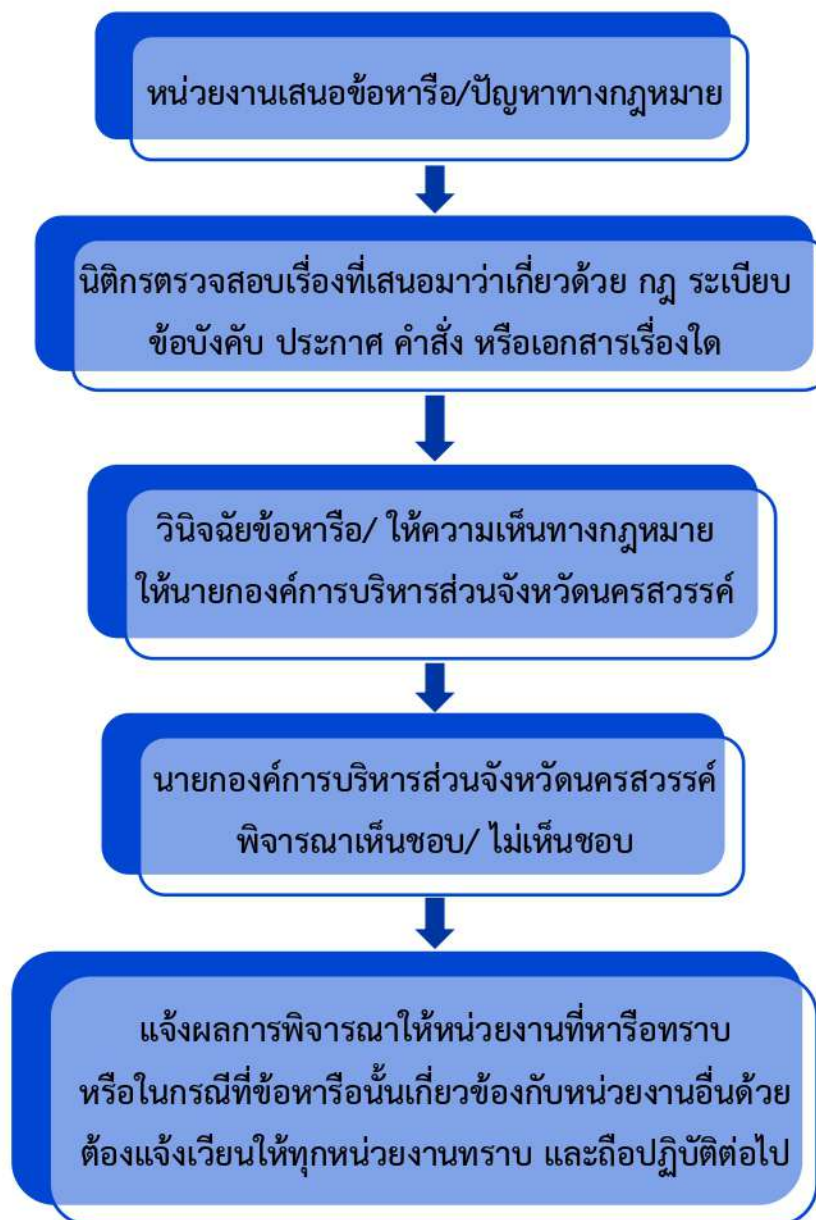 หน่วยงานเสนอข้อหารือ/ปัญหาทางกฎหมาย
นิติกรตรวจสอบเรื่องที่เสนอมาว่าเกี่ยวด้วย กฎ ระเบียบ
ข้อบังคับ ประกาศ คำสั่ง หรือเอกสารเรื่องใด
วินิจฉัยข้อหารือ/ ให้ความเห็นทางกฎหมาย
ให้นายกองค์การบริหารส่วนจังหวัดนครสวรรค์
นายกองค์การบริหารส่วนจังหวัดนครสวรรค์
พิจารณาเห็นชอบ/ ไม่เห็นชอบ
แจ้งผลการพิจารณาให้หน่วยงานที่หารือทราบ
หรือในกรณีที่ข้อหารือนั้นเกี่ยวข้องกับหน่วยงานอื่นด้วย
ต้องแจ้งเวียนให้ทุกหน่วยงานทราบ และถือปฏิบัติต่อไป